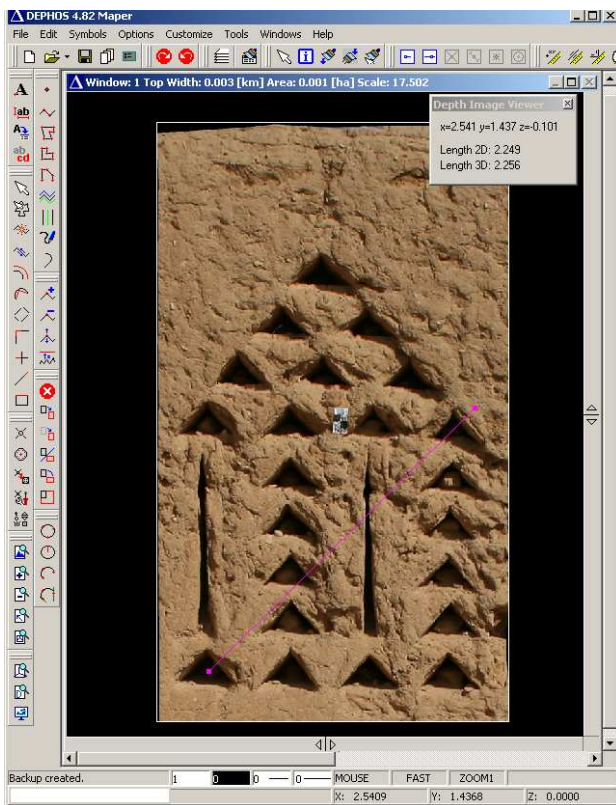 DEPHOS 4.82 Maper
File Edit Symbols Options Customize Tools Windows Help
Window: 1 Top Width: 0.003 [km] Area: 0.001 [ha] Scale: 17.502
Depth Image Viewer
x=2.541 y=1.437 z=-0.101
Length 2D: 2.249
Length 3D: 2.256
A
Iab
ab
cd
Backup created. 1 0 0 0 MOUSE FAST ZOOM1
X: 2.5409 Y: 1.4368 Z: 0.0000